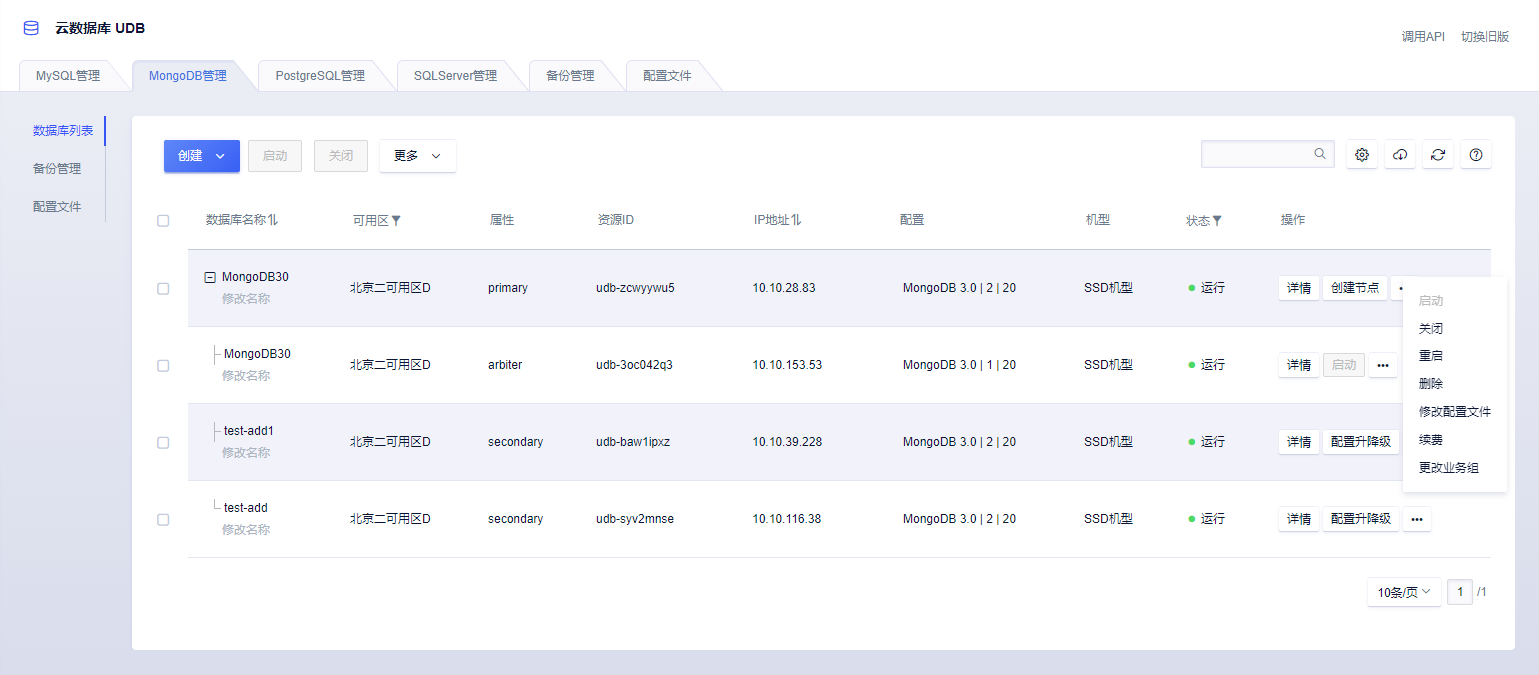 云数据库 UDB
调用API 切换旧版
MySQL管理 MongoDB管理 PostgreSQL管理 SQLServer管理 备份管理 配置文件
数据库列表
备份管理
配置文件
创建 启动 关闭 更多
数据库名称 可用区 属性 资源ID IP地址 配置 机型 状态 操作
MongoDB30 北京二可用区D primary udb-zcwyywu5 10.10.28.83 MongoDB 3.0 | 2 | 20 SSD机型 运行 详情 创建节点
修改名称
MongoDB30 北京二可用区D arbiter udb-3oc042q3 10.10.153.53 MongoDB 3.0 | 1 | 20 SSD机型 运行 详情 启动 •••
修改名称
test-add1 北京二可用区D secondary udb-baw1ipxz 10.10.39.228 MongoDB 3.0 | 2 | 20 SSD机型 运行 详情 配置升降级
修改名称
test-add 北京二可用区D secondary udb-syv2mnse 10.10.116.38 MongoDB 3.0 | 2 | 20 SSD机型 运行 详情 配置升降级 •••
修改名称
启动
关闭
重启
删除
修改配置文件
续费
更改业务组
10条/页 1 /1